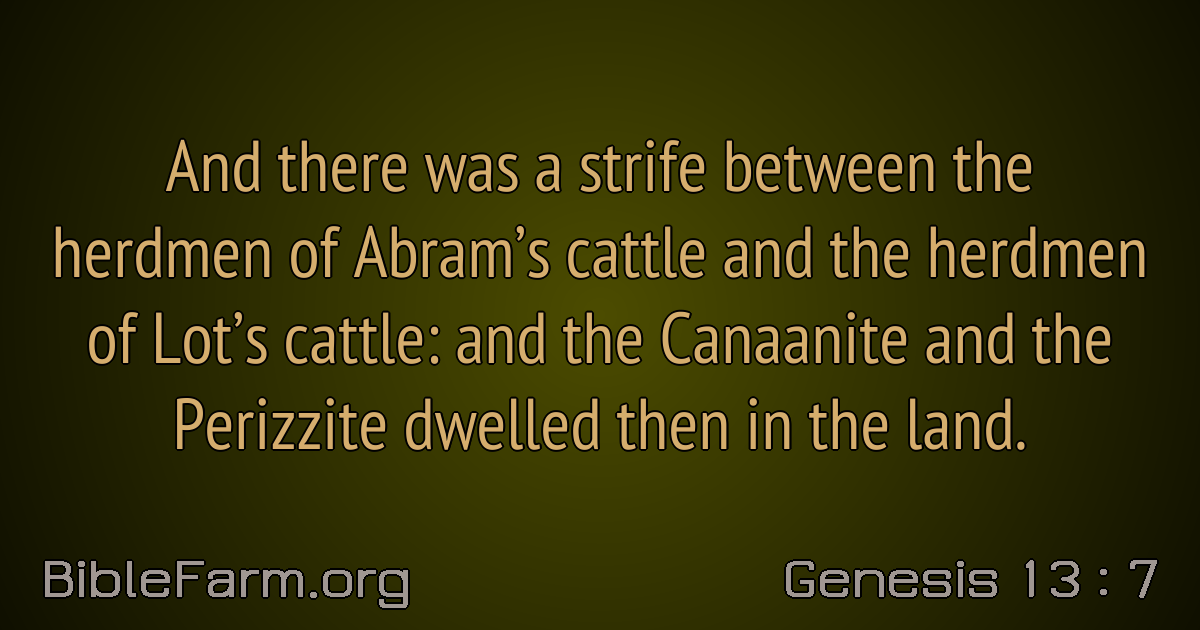 And there was a strife between the
herdmen of Abram’s cattle and the herdmen
of Lot’s cattle: and the Canaanite and the
Perizzite dwelled then in the land.
BibleFarm.org
Genesis 13 : 7